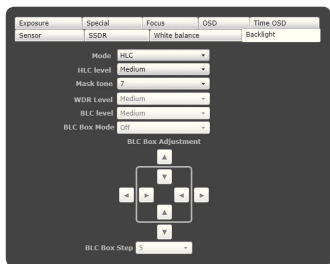 Exposure Special Focus OSD Time OSD
Sensor SSDR White balance Backlight
Mode HLC
HLC level Medium
Mask tone 7
WDR Level Medium
BLC level Medium
BLC Box Mode Off
BLC Box Adjustment
BLC Box Step 5